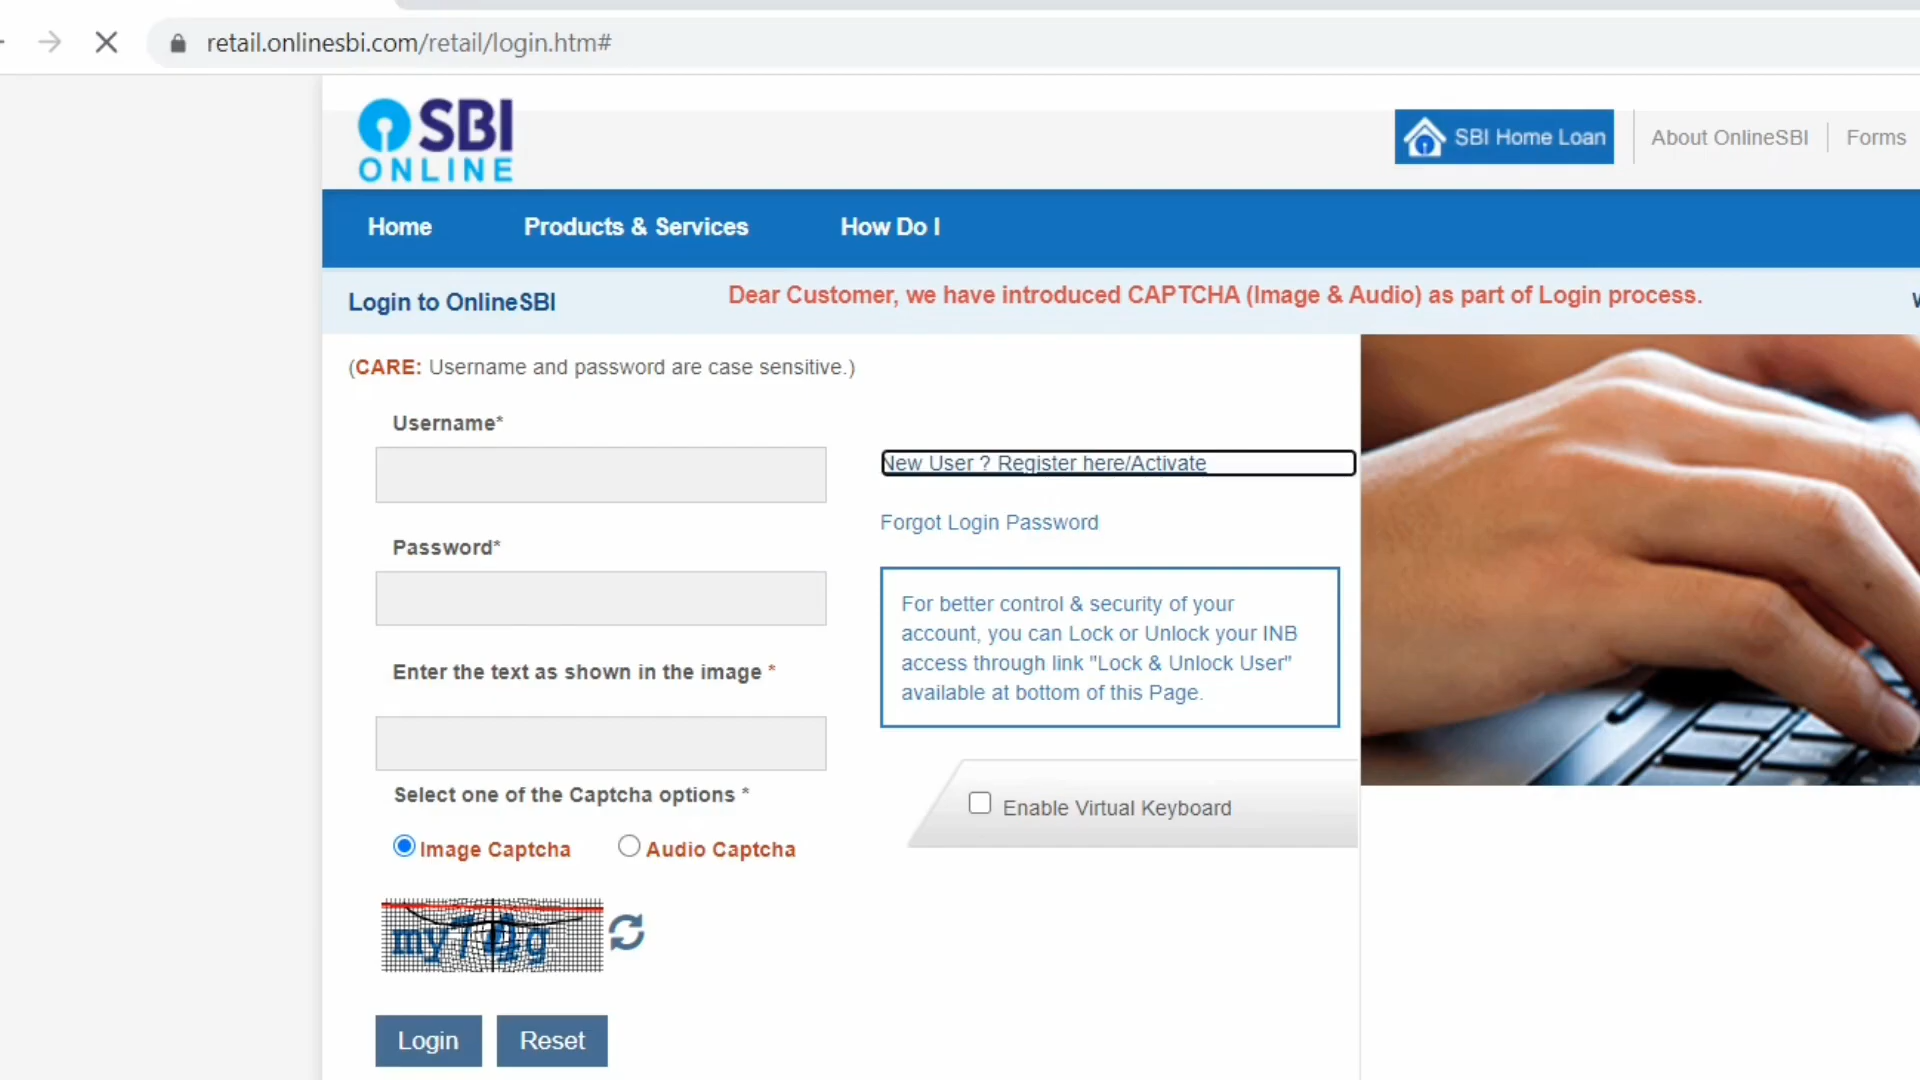 retail.onlinesbi.com/retail/login.htm#
SBI
ONLINE
SBI Home Loan
About OnlineSBI
Forms
Home
Products & Services
How Do I
Login to OnlineSBI
Dear Customer, we have introduced CAPTCHA (Image & Audio) as part of Login process.
(CARE: Username and password are case sensitive.)
Username*
New User ? Register here/Activate
Forgot Login Password
Password*
For better control & security of your
account, you can Lock or Unlock your INB
access through link "Lock & Unlock User"
available at bottom of this Page.
Enter the text as shown in the image *
Select one of the Captcha options *
Enable Virtual Keyboard
Image Captcha
Audio Captcha
Login
Reset